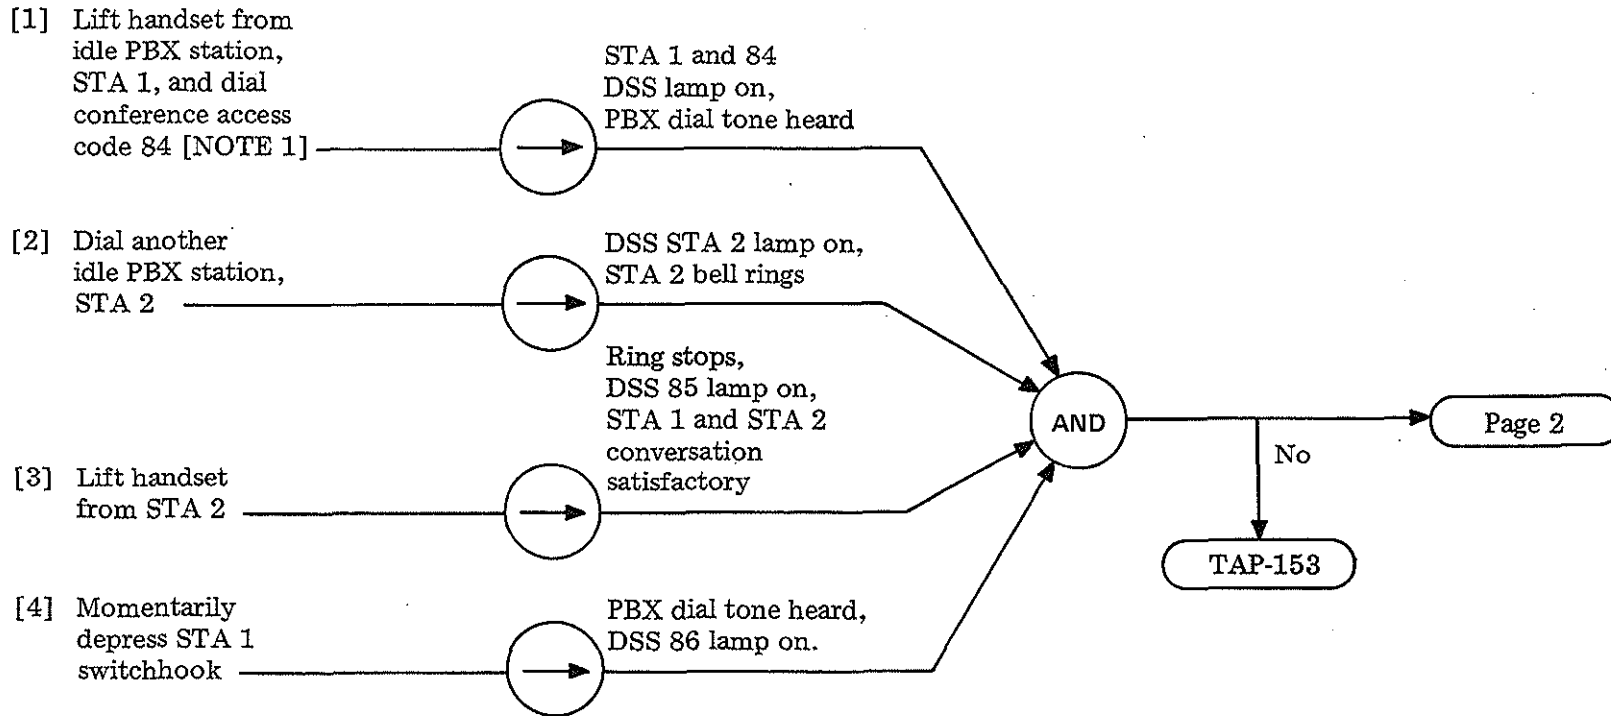 [1] Lift handset from
idle PBX station,
STA 1, and dial
conference access
code 84 [NOTE 1]
STA 1 and 84
DSS lamp on,
PBX dial tone heard
[2] Dial another
idle PBX station,
STA 2
DSS STA 2 lamp on,
STA 2 bell rings
[3] Lift handset
from STA 2
Ring stops,
DSS 85 lamp on,
STA 1 and STA 2
conversation
satisfactory
[4] Momentarily
depress STA 1
switchhook
PBX dial tone heard,
DSS 86 lamp on.
AND
Page 2
No
TAP-153